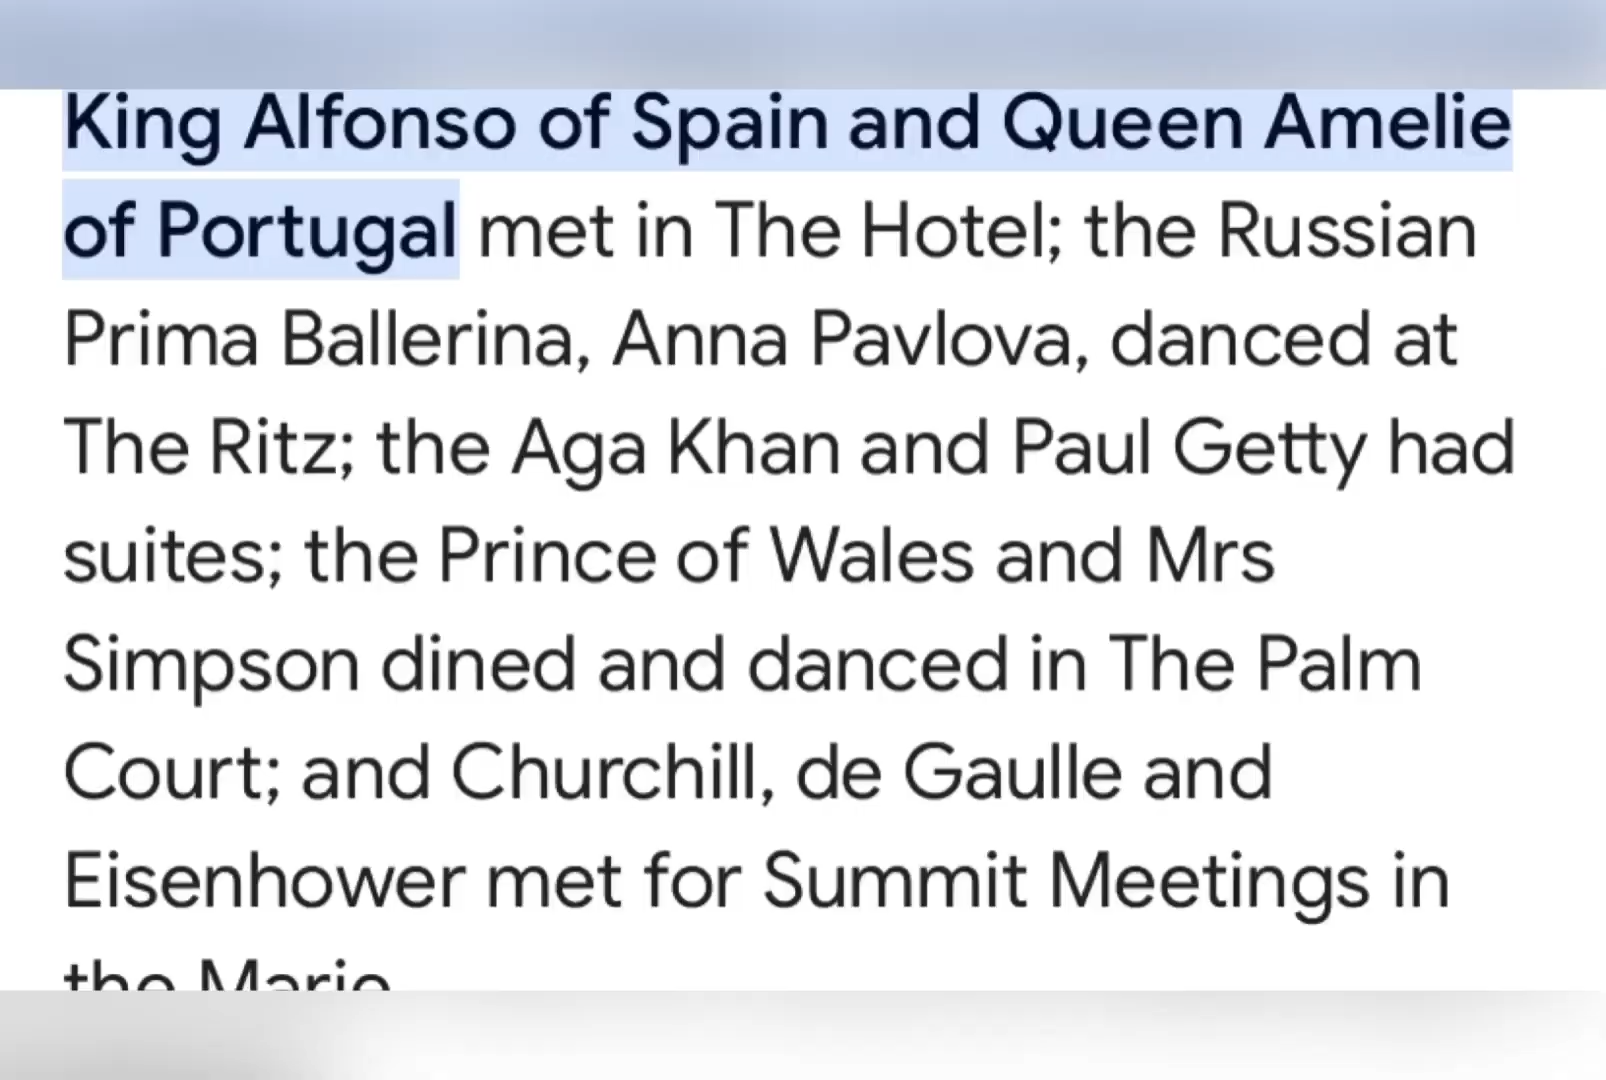 King Alfonso of Spain and Queen Amelie
of Portugal met in The Hotel; the Russian
Prima Ballerina, Anna Pavlova, danced at
The Ritz; the Aga Khan and Paul Getty had
suites; the Prince of Wales and Mrs
Simpson dined and danced in The Palm
Court; and Churchill, de Gaulle and
Eisenhower met for Summit Meetings in
the Marie